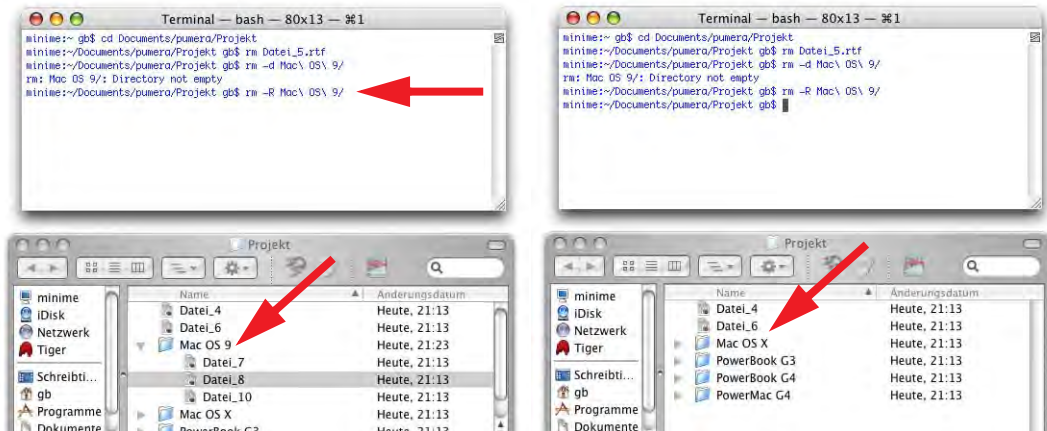 Terminal — bash — 80x13 — ⌘1
minime:~ gb$ cd Documents/pumera/Projekt
minime:~/Documents/pumera/Projekt gb$ rm Datei_5.rtf
minime:~/Documents/pumera/Projekt gb$ rm -d Mac\ OS\ 9/
rm: Mac OS 9/: Directory not empty
minime:~/Documents/pumera/Projekt gb$ rm -R Mac\ OS\ 9/
Terminal — bash — 80x13 — ⌘1
minime:~ gb$ cd Documents/pumera/Projekt
minime:~/Documents/pumera/Projekt gb$ rm Datei_5.rtf
minime:~/Documents/pumera/Projekt gb$ rm -d Mac\ OS\ 9/
rm: Mac OS 9/: Directory not empty
minime:~/Documents/pumera/Projekt gb$ rm -R Mac\ OS\ 9/
minime:~/Documents/pumera/Projekt gb$
Projekt
minime
iDisk
Netzwerk
Tiger
Schreibti...
gb
Programme
Dokumente
Name Änderungsdatum
Datei_4 Heute, 21:13
Datei_6 Heute, 21:13
Mac OS 9 Heute, 21:23
Datei_7 Heute, 21:13
Datei_8 Heute, 21:13
Datei_10 Heute, 21:13
Mac OS X Heute, 21:13
PowerBook G3 Heute, 21:13
Projekt
minime
iDisk
Netzwerk
Tiger
Schreibti...
gb
Programme
Dokumente
Name Änderungsdatum
Datei_4 Heute, 21:13
Datei_6 Heute, 21:13
Mac OS X Heute, 21:13
PowerBook G3 Heute, 21:13
PowerBook G4 Heute, 21:13
PowerMac G4 Heute, 21:13